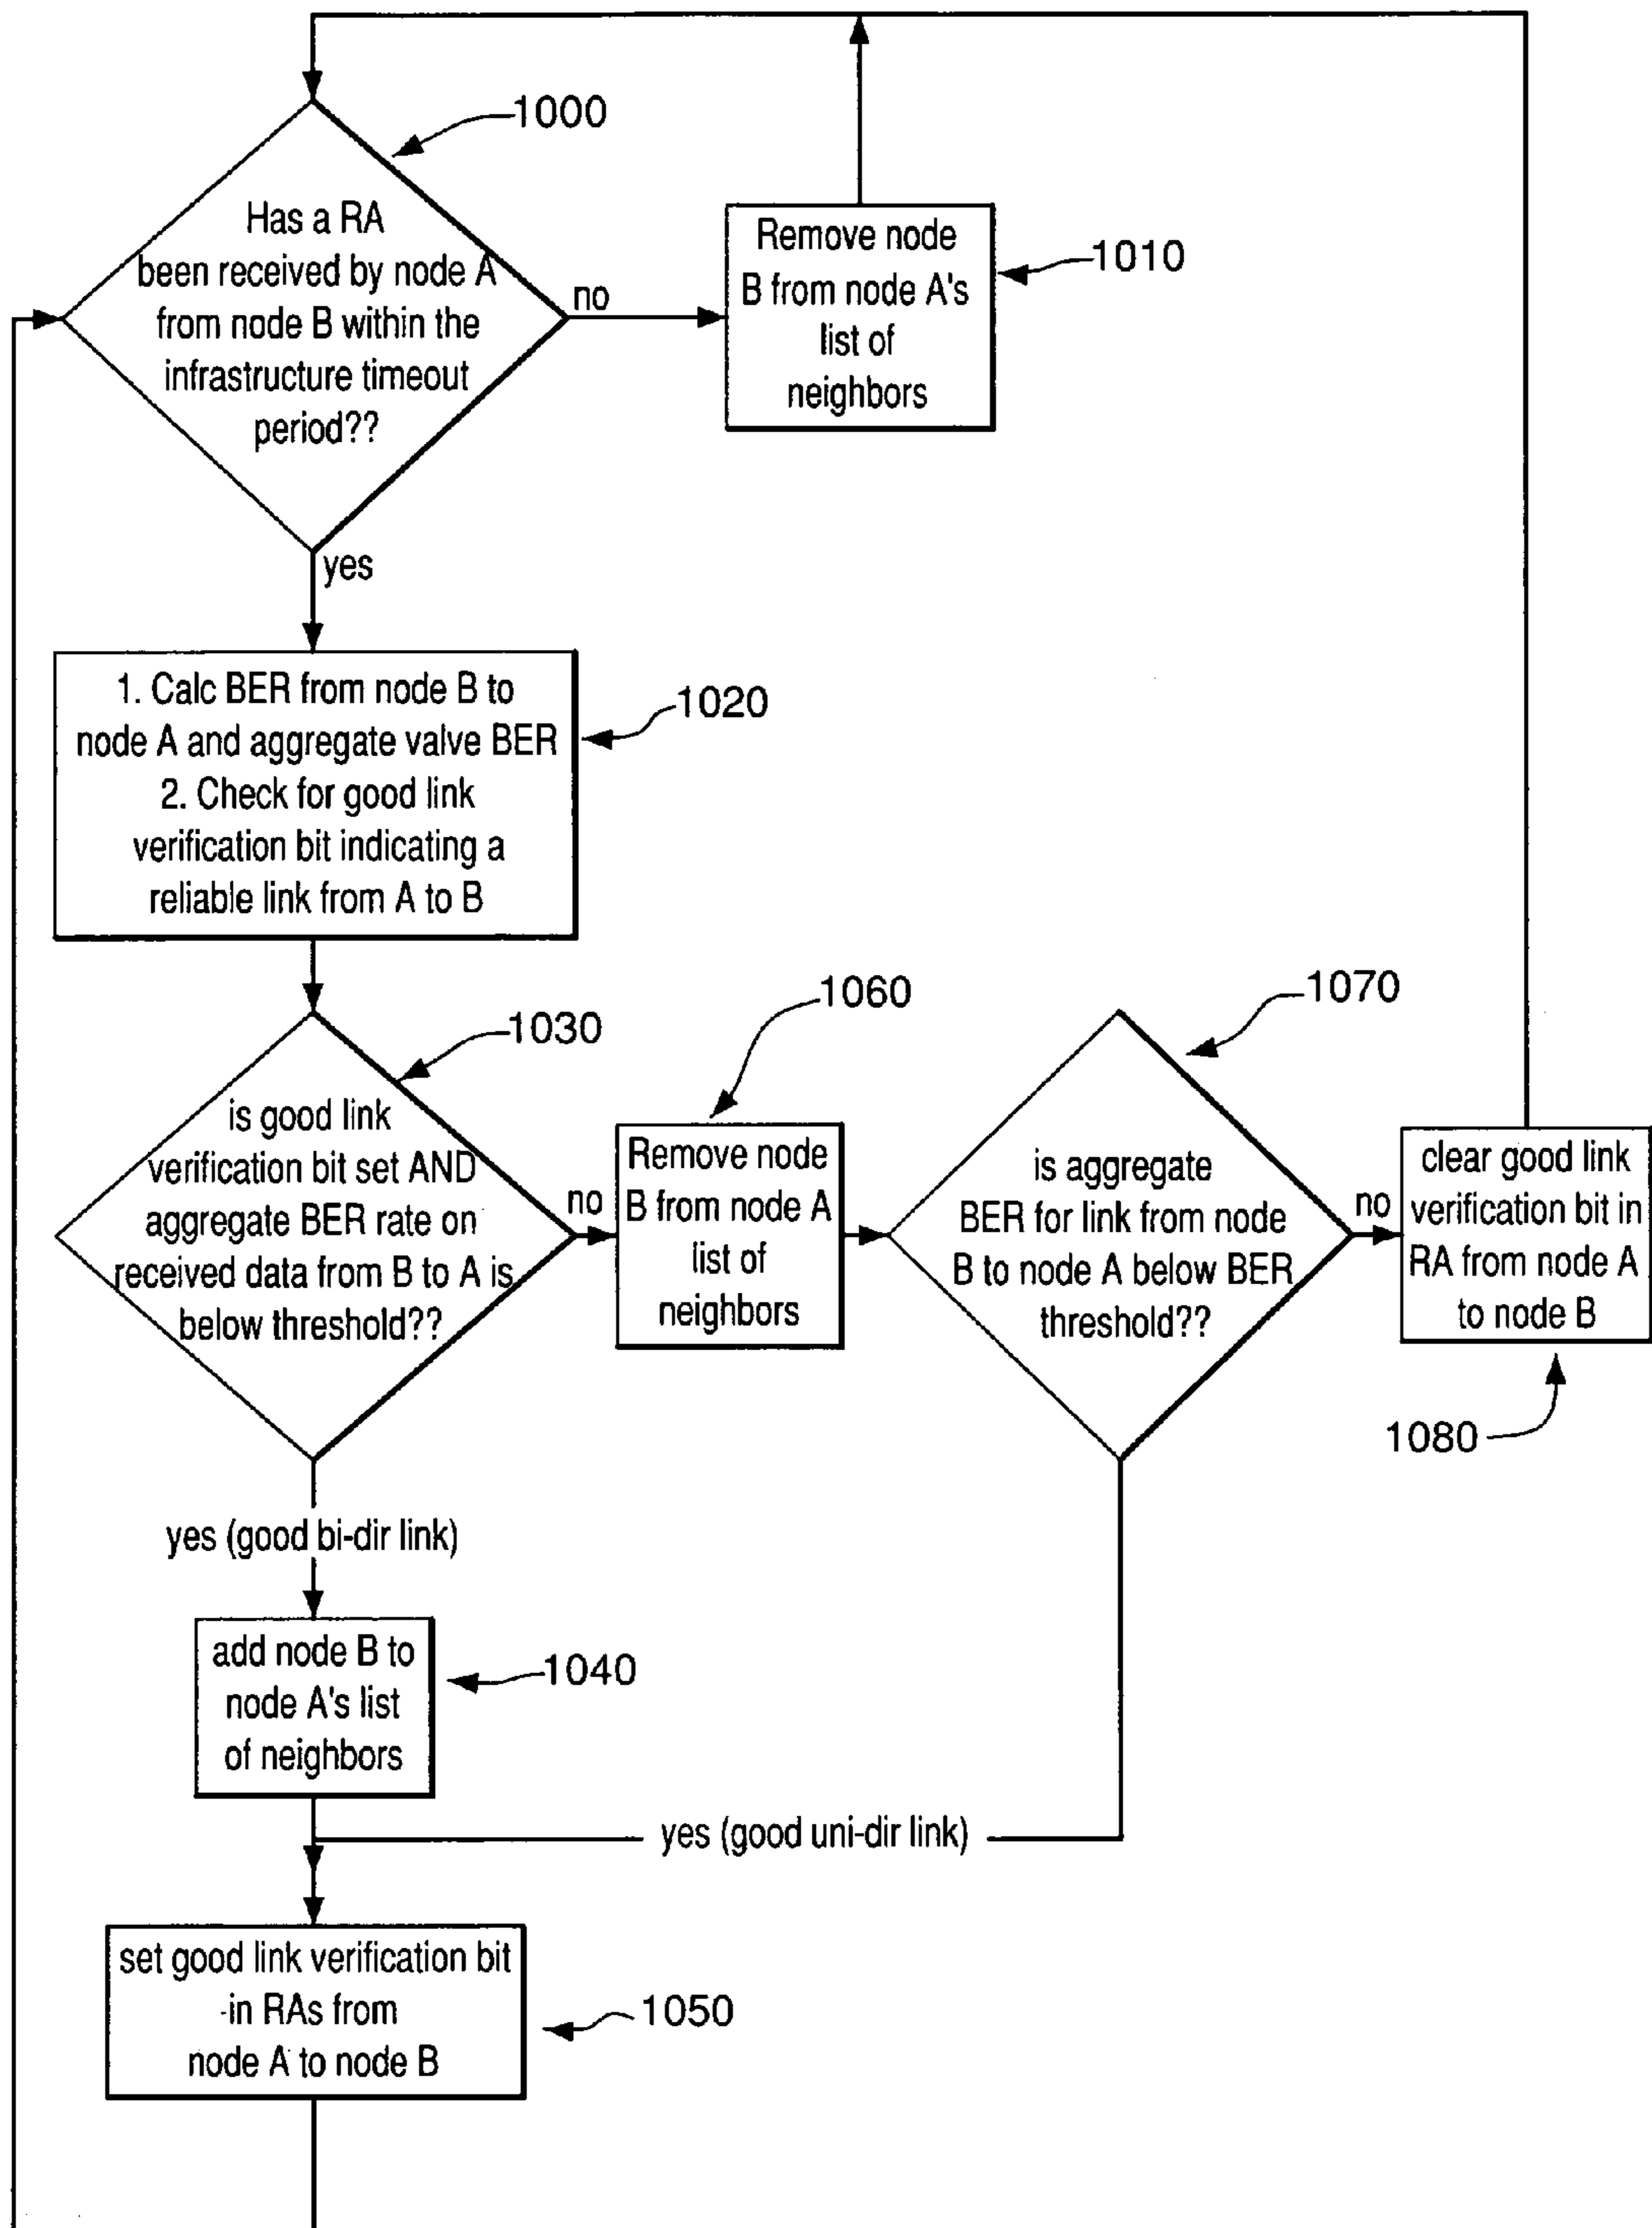 1000
Has a RA
been received by node A
from node B within the
infrastructure timeout
period??
no
Remove node
B from node A's
list of
neighbors
1010
yes
1. Calc BER from node B to
node A and aggregate valve BER
2. Check for good link
verification bit indicating a
reliable link from A to B
1020
1030
is good link
verification bit set AND
aggregate BER rate on
received data from B to A is
below threshold??
no
1060
Remove node
B from node A
list of
neighbors
1070
is aggregate
BER for link from node
B to node A below BER
threshold??
no
clear good link
verification bit in
RA from node A
to node B
1080
yes (good bi-dir link)
add node B to
node A's list
of neighbors
1040
yes (good uni-dir link)
set good link verification bit
in RAs from
node A to node B
1050